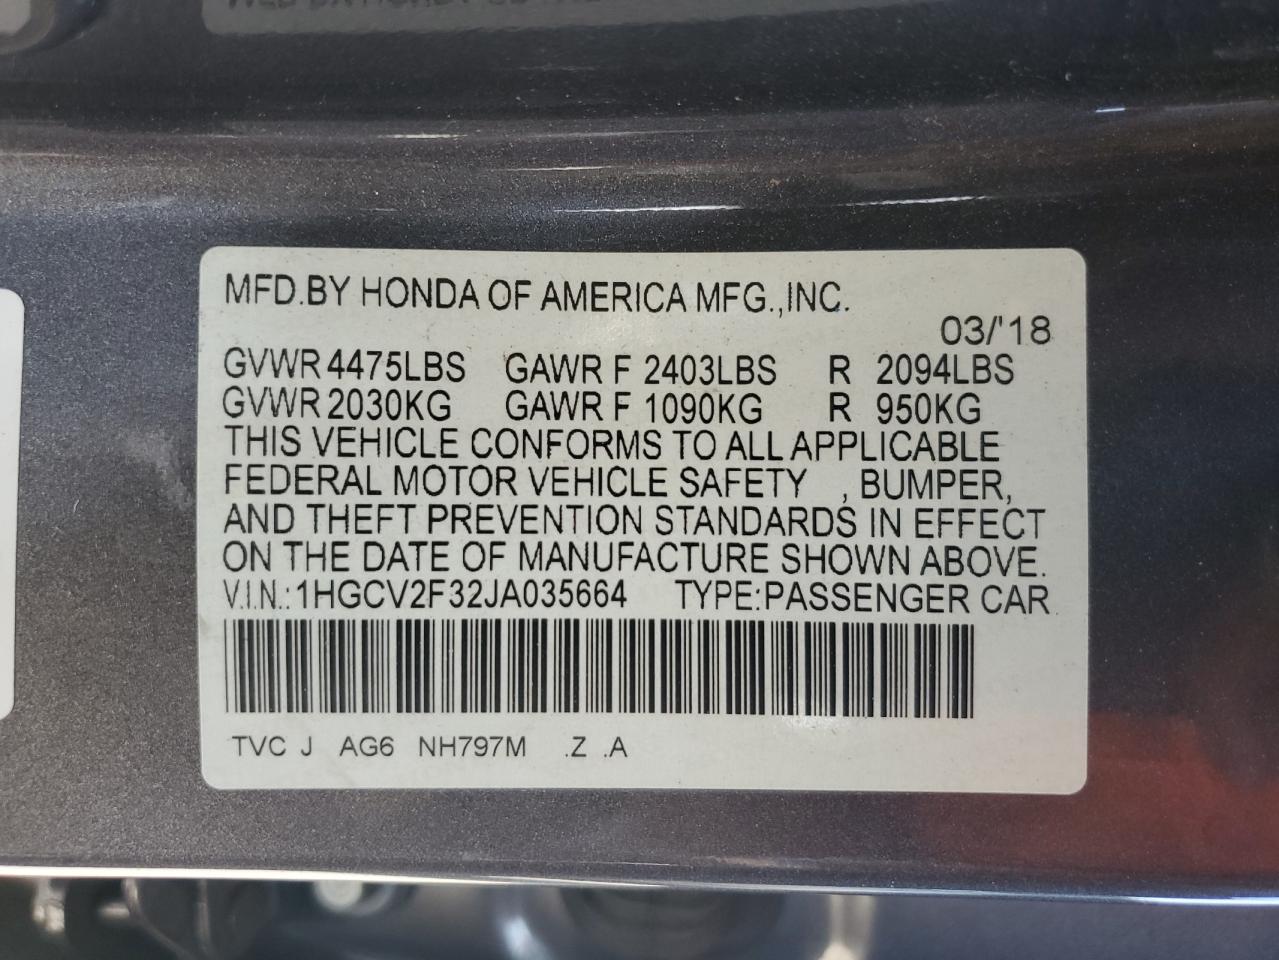 MFD.BY HONDA OF AMERICA MFG.,INC.
03/'18
GVWR 4475LBS GAWR F 2403LBS R 2094LBS
GVWR 2030KG GAWR F 1090KG R 950KG
THIS VEHICLE CONFORMS TO ALL APPLICABLE
FEDERAL MOTOR VEHICLE SAFETY , BUMPER,
AND THEFT PREVENTION STANDARDS IN EFFECT
ON THE DATE OF MANUFACTURE SHOWN ABOVE.
V.I.N.: 1HGCV2F32JA035664 TYPE:PASSENGER CAR
TVC J AG6 NH797M .Z .A